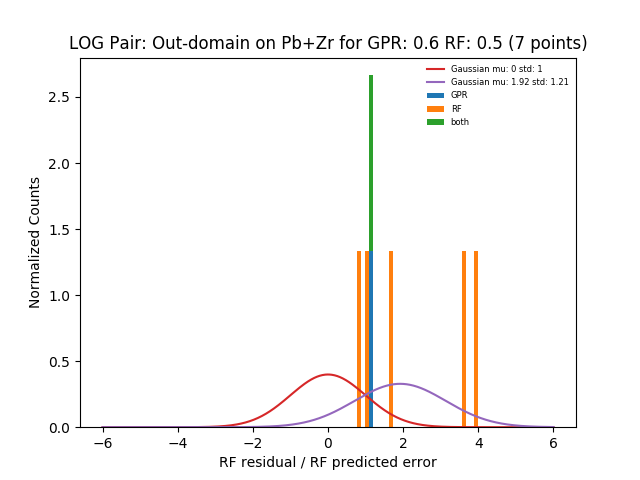 LOG Pair: Out-domain on Pb+Zr for GPR: 0.6 RF: 0.5 (7 points)
Gaussian mu: 0 std: 1
Gaussian mu: 1.92 std: 1.21
GPR
RF
both
Normalized Counts
2.5
2.0
1.5
1.0
0.5
0.0
−6 −4 −2 0 2 4 6
RF residual / RF predicted error